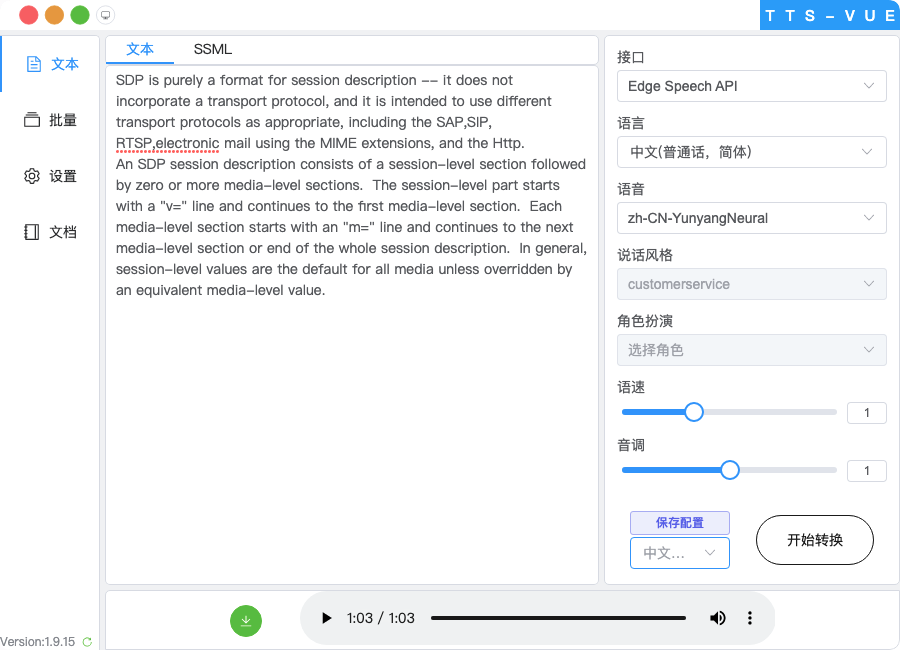 TTS-VUE
文本
批量
设置
文档
Version:1.9.15
文本 SSML
SDP is purely a format for session description -- it does not
incorporate a transport protocol, and it is intended to use different
transport protocols as appropriate, including the SAP,SIP,
RTSP,electronic mail using the MIME extensions, and the Http.
An SDP session description consists of a session-level section followed
by zero or more media-level sections.  The session-level part starts
with a "v=" line and continues to the first media-level section.  Each
media-level section starts with an "m=" line and continues to the next
media-level section or end of the whole session description.  In general,
session-level values are the default for all media unless overridden by
an equivalent media-level value.
接口
Edge Speech API
语言
中文(普通话，简体)
语音
zh-CN-YunyangNeural
说话风格
customerservice
角色扮演
选择角色
语速
1
音调
1
保存配置
中文...
开始转换
1:03 / 1:03